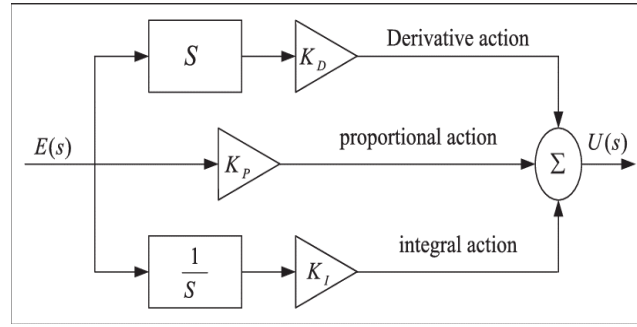 Derivative action
S
K_D
E(s)
K_P
proportional action
Σ
U(s)
1/S
K_I
integral action